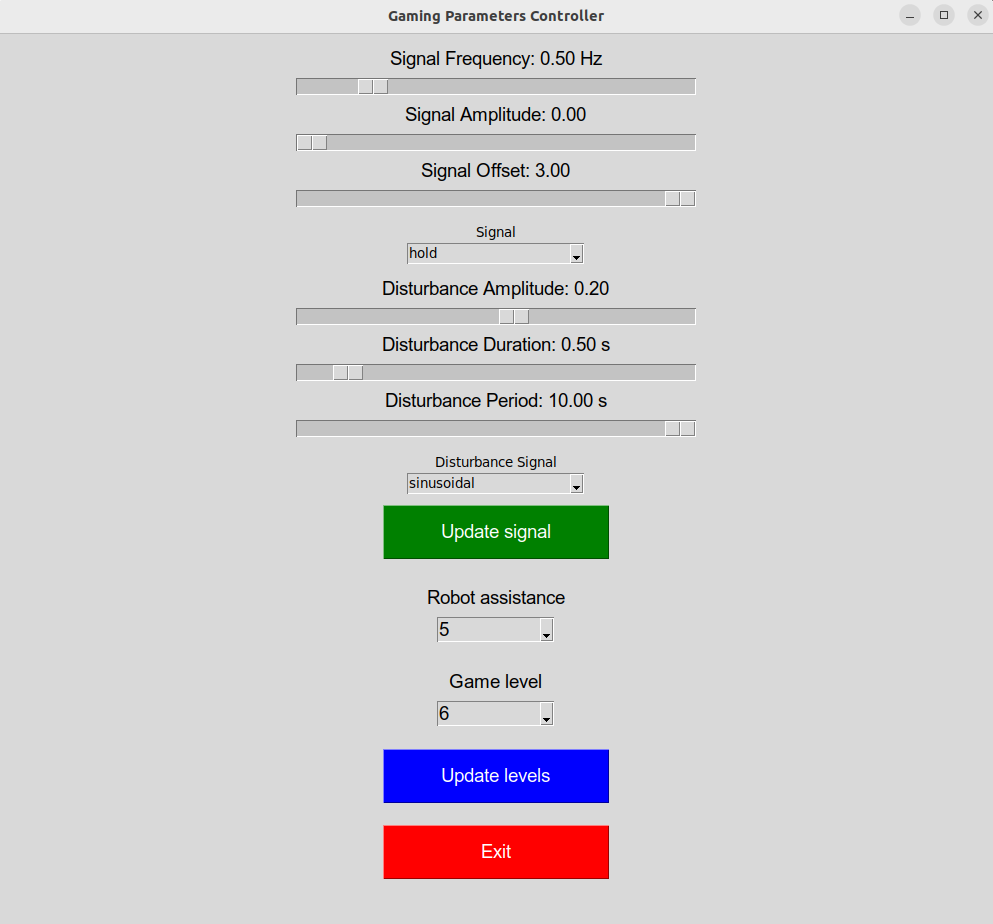 Gaming Parameters Controller
Signal Frequency: 0.50 Hz
Signal Amplitude: 0.00
Signal Offset: 3.00
Signal
hold
Disturbance Amplitude: 0.20
Disturbance Duration: 0.50 s
Disturbance Period: 10.00 s
Disturbance Signal
sinusoidal
Update signal
Robot assistance
5
Game level
6
Update levels
Exit